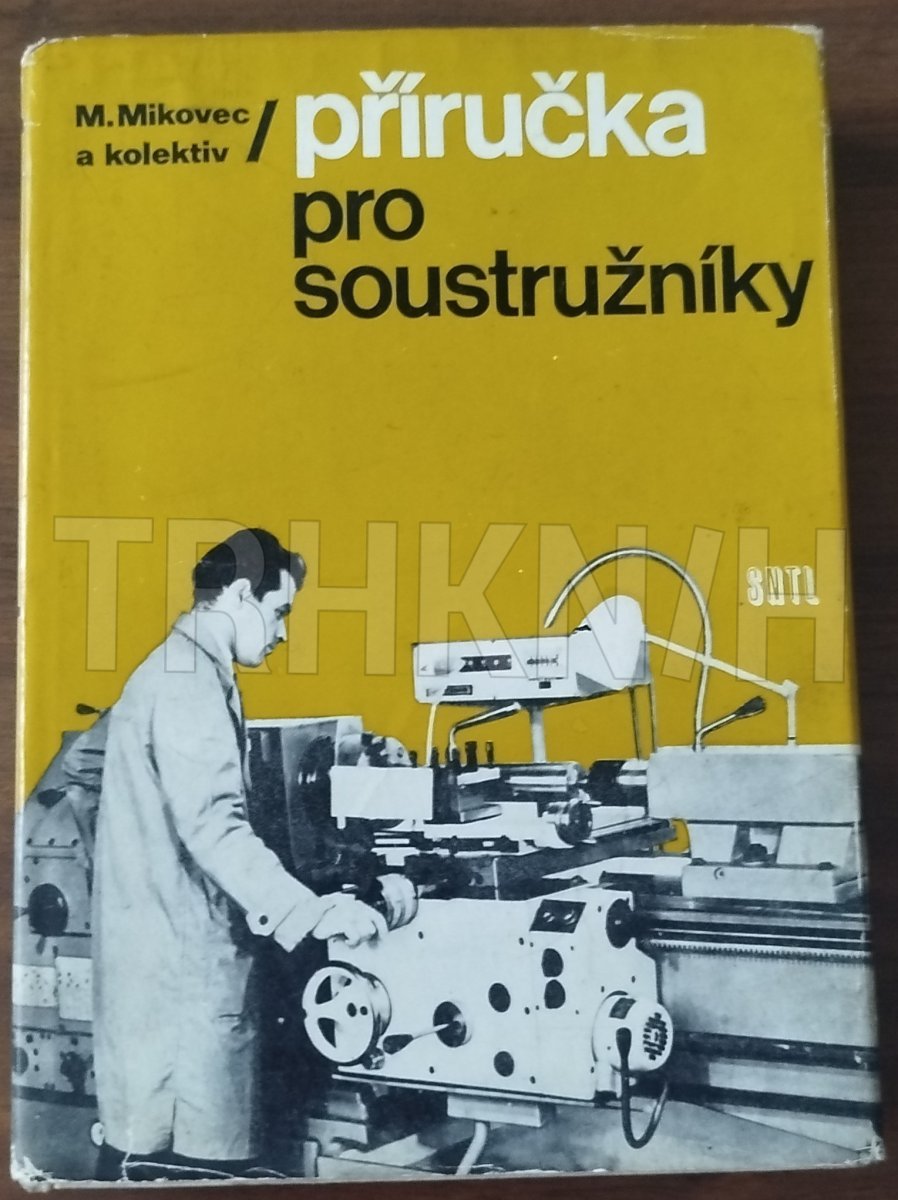 M. Mikovec
a kolektiv /
příručka
pro
soustružníky
TRHKNIH
SNTL